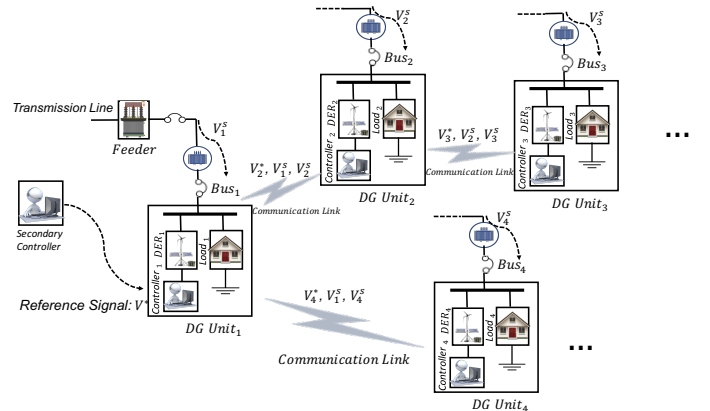 V₂ˢ
V₃ˢ
Bus₂
Bus₃
Transmission Line
Feeder
V₁ˢ
Bus₁
Controller ₂
DER₂
Load ₂
V₂*, V₁ˢ, V₂ˢ
Communication Link
DG Unit₂
V₃*, V₂ˢ, V₃ˢ
Communication Link
Controller ₃
DER₃
Load ₃
DG Unit₃
...
Secondary
Controller
Reference Signal: V*
Controller ₁
DER₁
Load ₁
DG Unit₁
V₄*, V₁ˢ, V₄ˢ
Communication Link
V₄ˢ
Bus₄
Controller ₄
DER₄
Load ₄
DG Unit₄
...